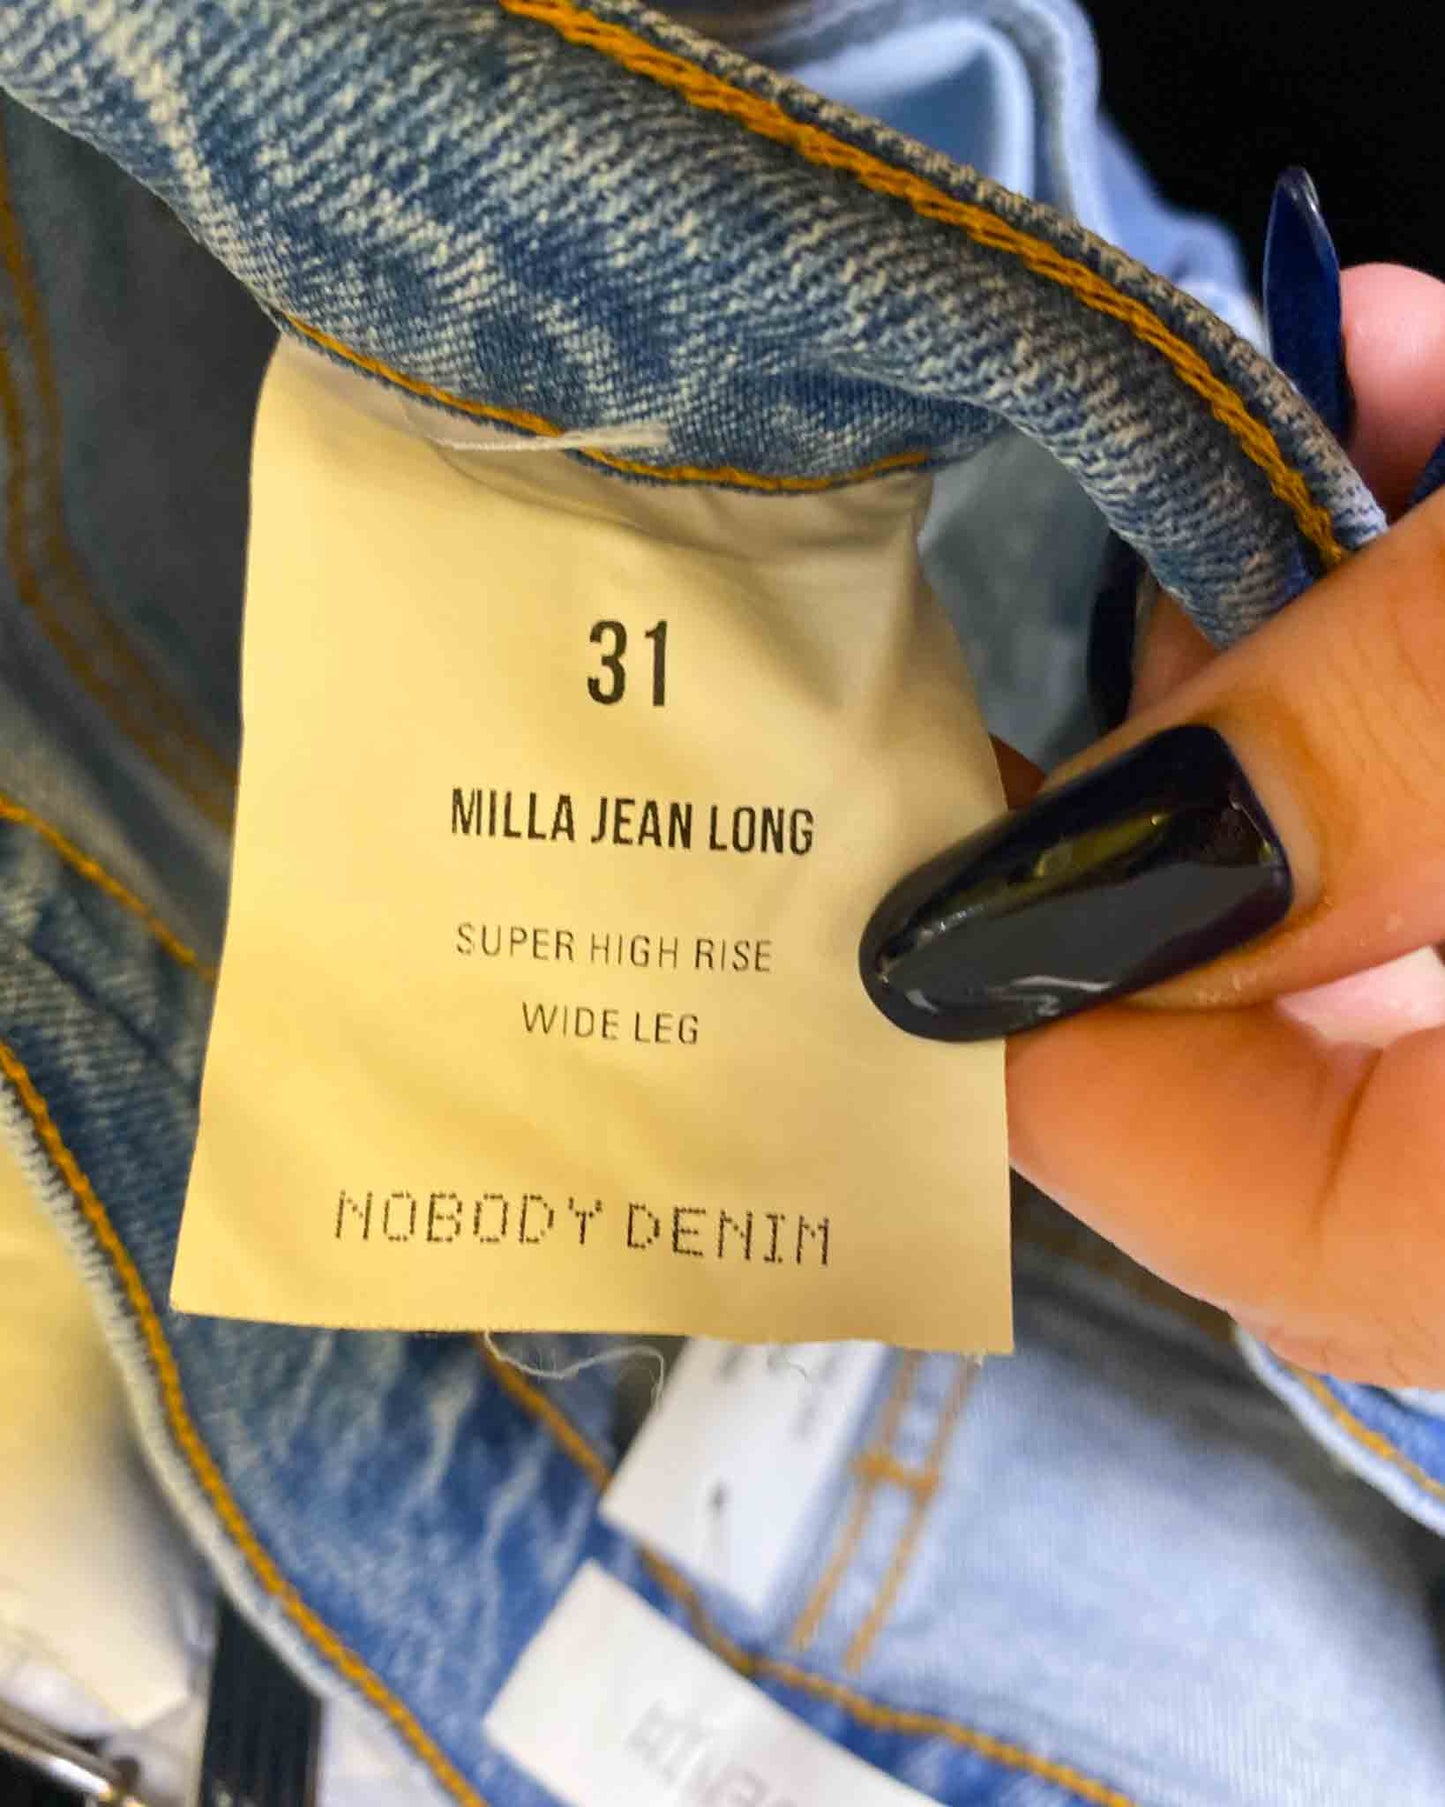 31
MILLA JEAN LONG
SUPER HIGH RISE
WIDE LEG
NOBODY DENIM